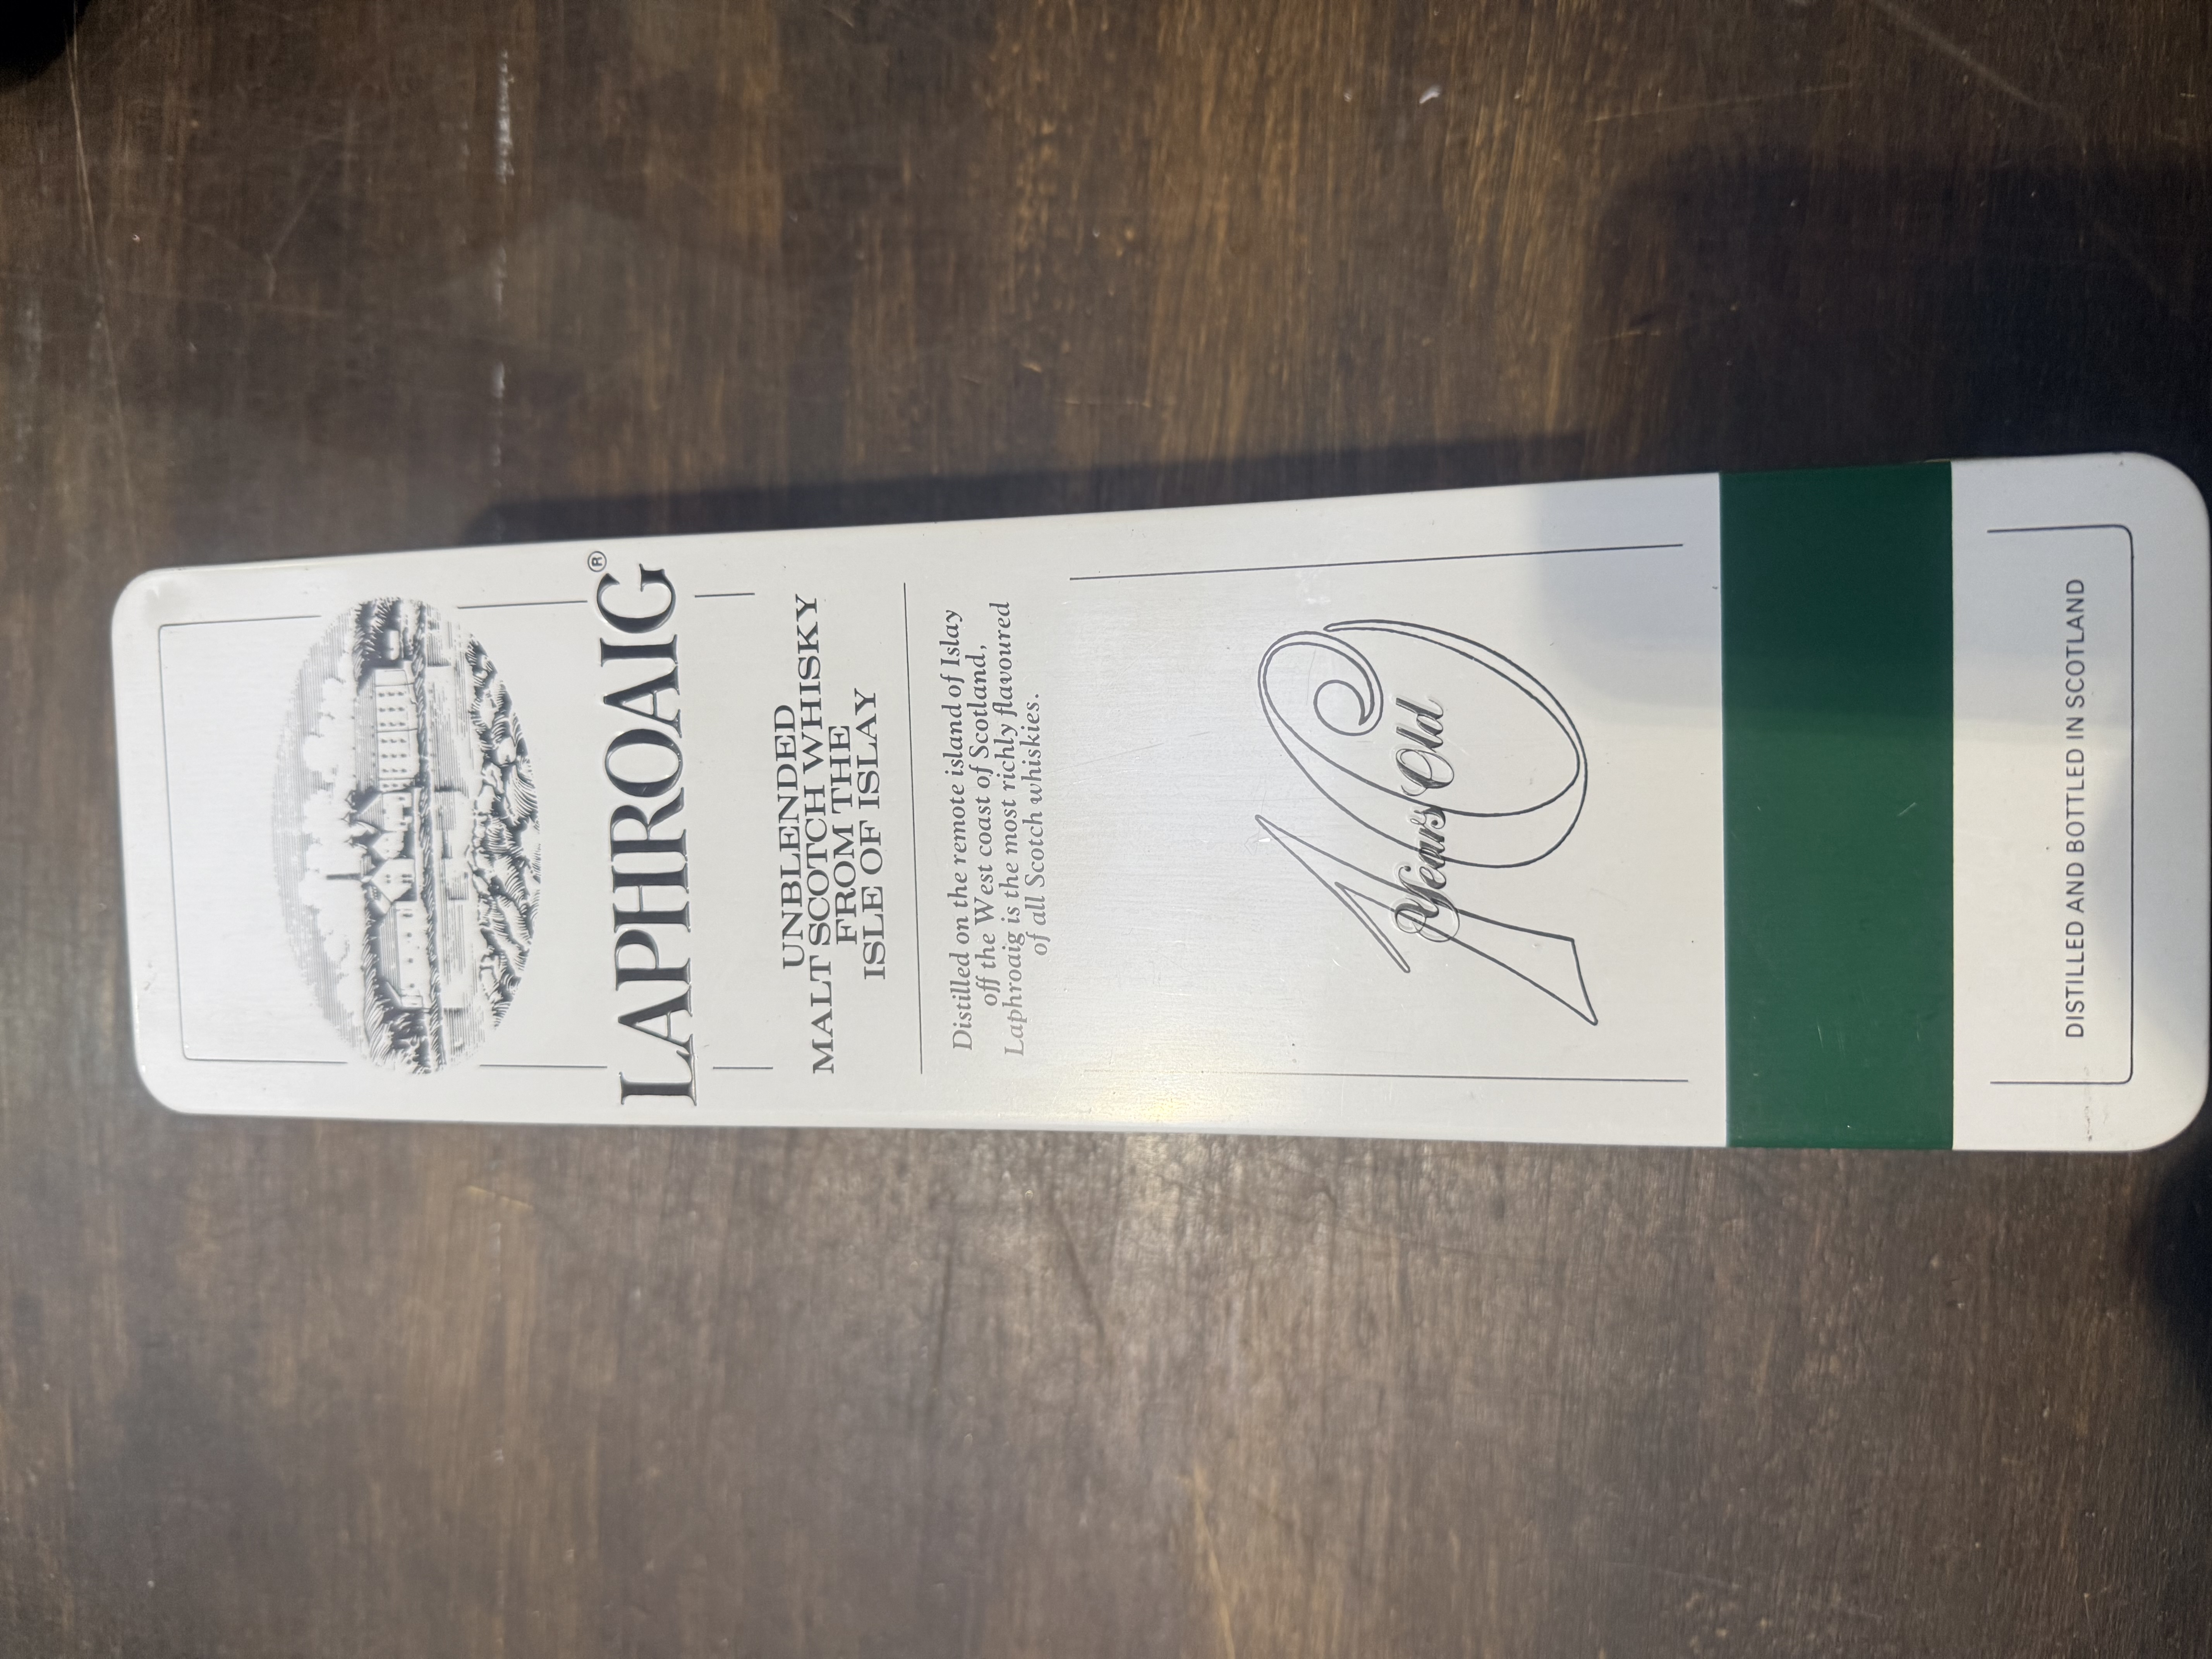 LAPHROAIG®
UNBLENDED
MALT SCOTCH WHISKY
FROM THE
ISLE OF ISLAY
Distilled on the remote island of Islay
off the West coast of Scotland,
Laphroaig is the most richly flavoured
of all Scotch whiskies.
10
Years Old
DISTILLED AND BOTTLED IN SCOTLAND